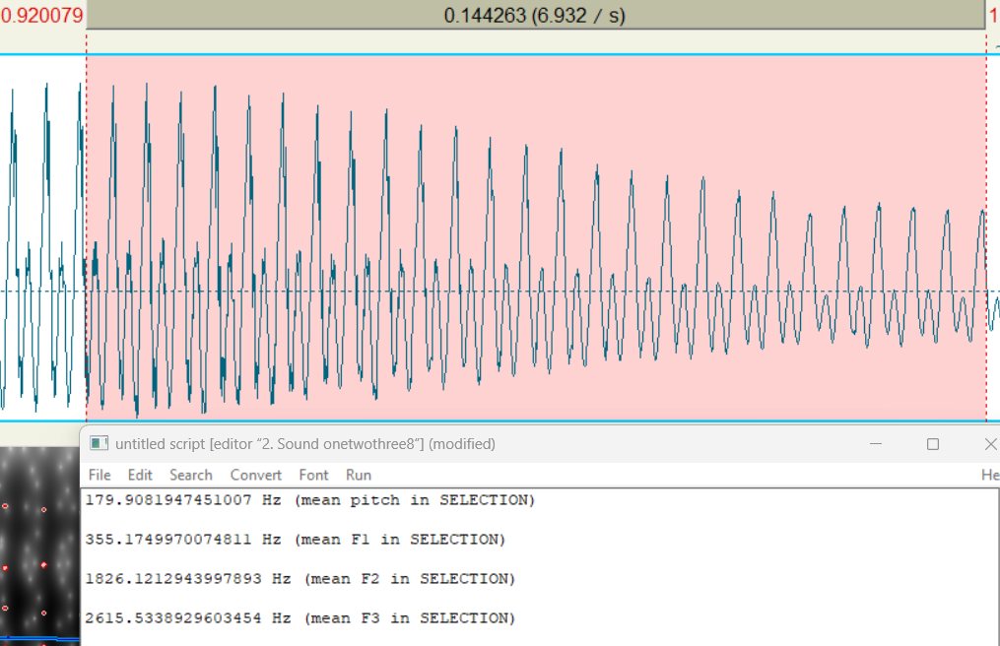 0.920079 0.144263 (6.932 / s) 1
untitled script [editor “2. Sound onetwothree8”] (modified)
File Edit Search Convert Font Run He
179.9081947451007 Hz (mean pitch in SELECTION)
355.1749970074811 Hz (mean F1 in SELECTION)
1826.1212943997893 Hz (mean F2 in SELECTION)
2615.5338929603454 Hz (mean F3 in SELECTION)